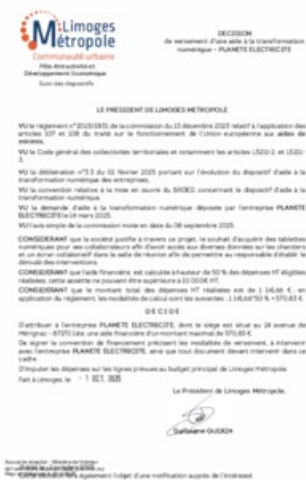 Limoges
Métropole
Communauté urbaine
Pôle Attractivité et
Développement Economique
Suivi des dispositifs
DECISION
de versement d'une aide à la transformation
numérique – PLANETE ELECTRICITE
LE PRESIDENT DE LIMOGES METROPOLE
VU le règlement n°2023/2831 de la commission du 13 décembre 2023 relatif à l'application des
articles 107 et 108 du traité sur le fonctionnement de l'Union européenne aux aides de
minimis,
VU le Code général des collectivités territoriales et notamment les articles L5211-2, et L5211-
VU la délibération n°5.3 du 02 février 2025 portant sur l'évolution du dispositif d'aide à la
transformation numérique des entreprises.
VU la convention relative à la mise en œuvre du SRDEII concernant le dispositif d'aide à la
transformation numérique.
VU la demande d'aide à la transformation numérique déposée par l'entreprise PLANETE
ELECTRICITE le 14 mars 2025,
VU l'avis simple de la commission mixte en date du 08 septembre 2025,
CONSIDERANT que la société justifie à travers ce projet, le souhait d'acquérir des tablettes
numériques pour ses collaborateurs afin d'avoir accès aux diverses données sur les chantiers
et un écran collaboratif dans la salle de réunion afin de permettre au responsable d'établir le
déroulé des interventions.
CONSIDERANT que l'aide financière, est calculée à hauteur de 50 % des dépenses HT éligibles
réalisées, cette assiette ne pouvant être supérieure à 10 000€ HT.
CONSIDERANT que le montant total des dépenses HT réalisées est de 1 141,66 € : en
application du règlement, les modalités de calcul sont les suivantes : 1 141,66*50 % = 570,83 €.
DECIDE
D'attribuer à l'entreprise PLANETE ELECTRICITE, dont le siège est situé au 24 avenue de
Mérignac - 87270 , une aide financière d'un montant maximal de 570,83 €.
De signer la convention de financement précisant les modalités de versement, à intervenir
avec l'entreprise PLANETE ELECTRICITE, ainsi que tout document devant intervenir dans ce
cadre.
D'imputer les dépenses sur les lignes prévues au budget principal de Limoges Métropole.
Fait à Limoges, le - 1 OCT. 2025
Le Président de Limoges Métropole,
Guillaume GUERIN
également l'objet d'une notification auprès de l'intéressé